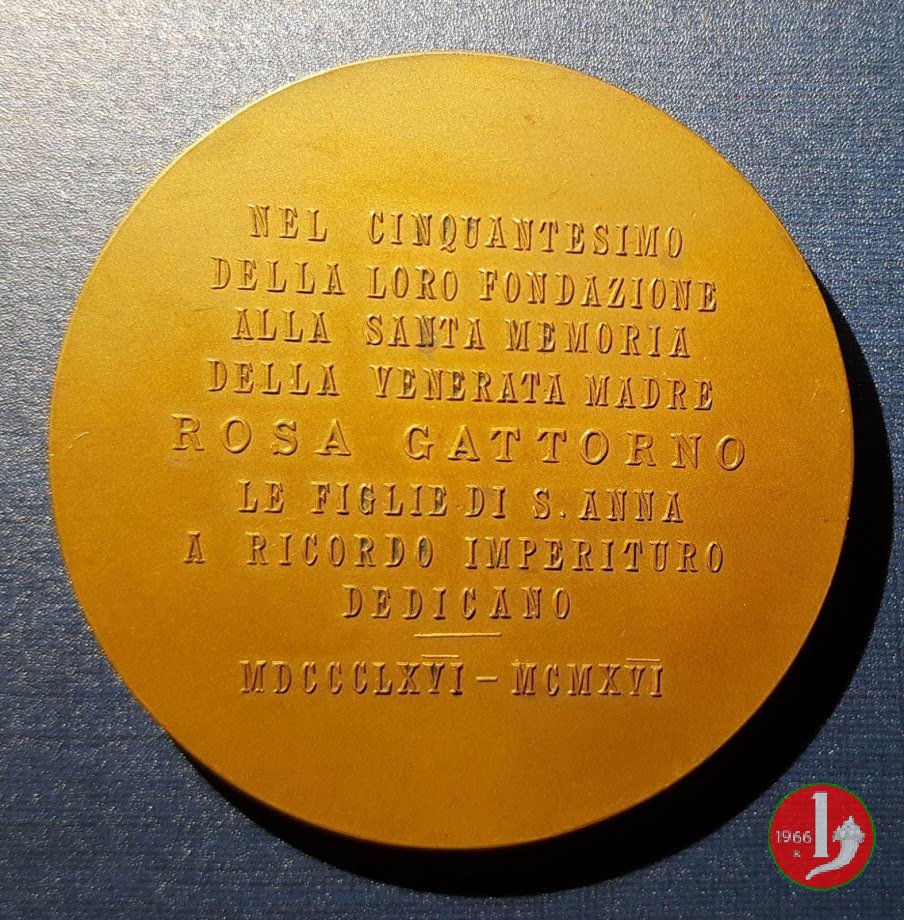 NEL CINQUANTESIMO
DELLA LORO FONDAZIONE
ALLA SANTA MEMORIA
DELLA VENERATA MADRE
ROSA GATTORNO
LE FIGLIE DI S. ANNA
A RICORDO IMPERITURO
DEDICANO
MDCCCLXVI – MCMXVI
1966
R